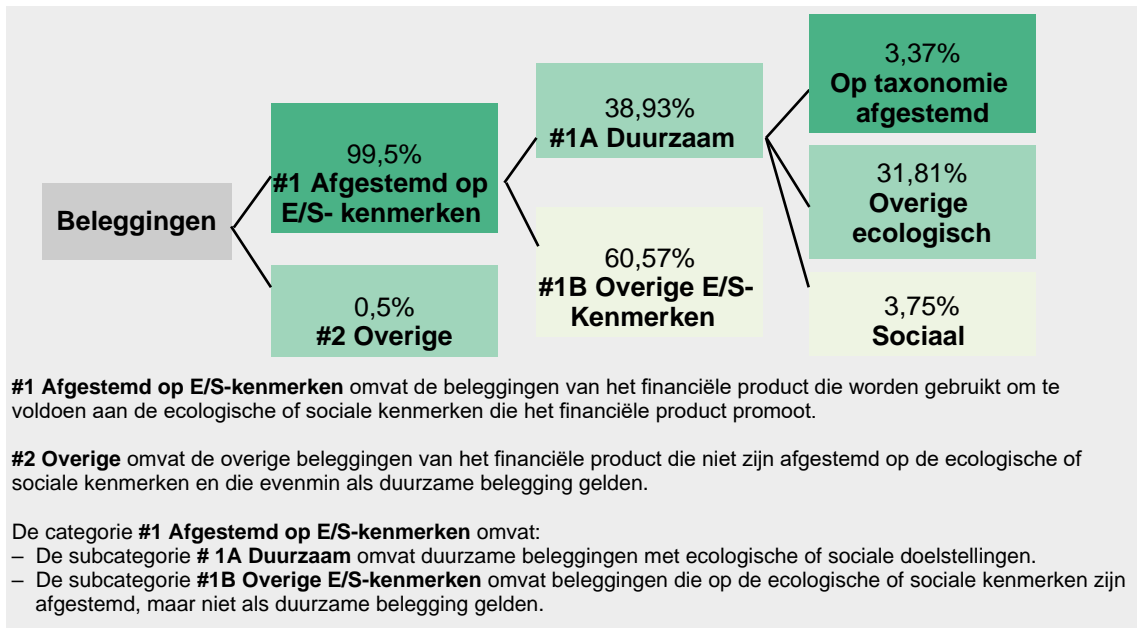 Beleggingen
99,5%
#1 Afgestemd op
E/S- kenmerken
0,5%
#2 Overige
38,93%
#1A Duurzaam
60,57%
#1B Overige E/S-
Kenmerken
3,37%
Op taxonomie
afgestemd
31,81%
Overige
ecologisch
3,75%
Sociaal
#1 Afgestemd op E/S-kenmerken omvat de beleggingen van het financiële product die worden gebruikt om te
voldoen aan de ecologische of sociale kenmerken die het financiële product promoot.
#2 Overige omvat de overige beleggingen van het financiële product die niet zijn afgestemd op de ecologische of
sociale kenmerken en die evenmin als duurzame belegging gelden.
De categorie #1 Afgestemd op E/S-kenmerken omvat:
– De subcategorie # 1A Duurzaam omvat duurzame beleggingen met ecologische of sociale doelstellingen.
– De subcategorie #1B Overige E/S-kenmerken omvat beleggingen die op de ecologische of sociale kenmerken zijn
afgestemd, maar niet als duurzame belegging gelden.